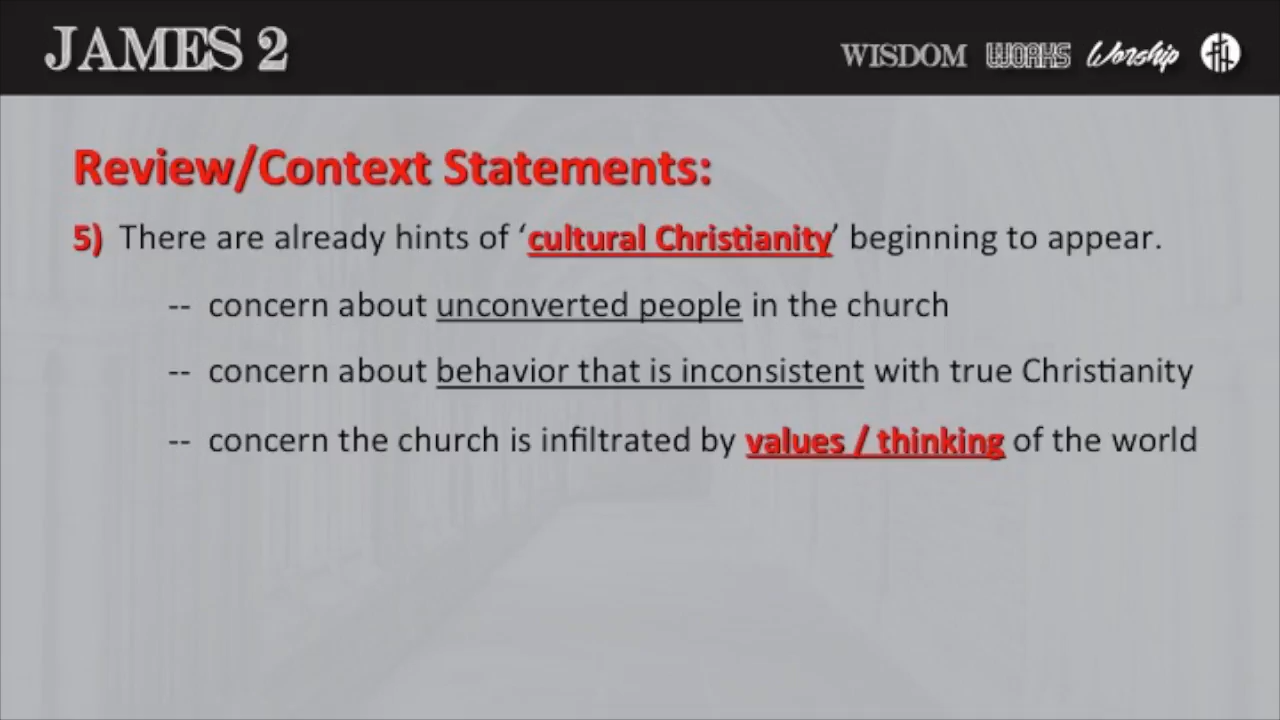 JAMES 2
WISDOM WORKS Worship
Review/Context Statements:
5) There are already hints of ‘cultural Christianity’ beginning to appear.
-- concern about unconverted people in the church
-- concern about behavior that is inconsistent with true Christianity
-- concern the church is infiltrated by values / thinking of the world